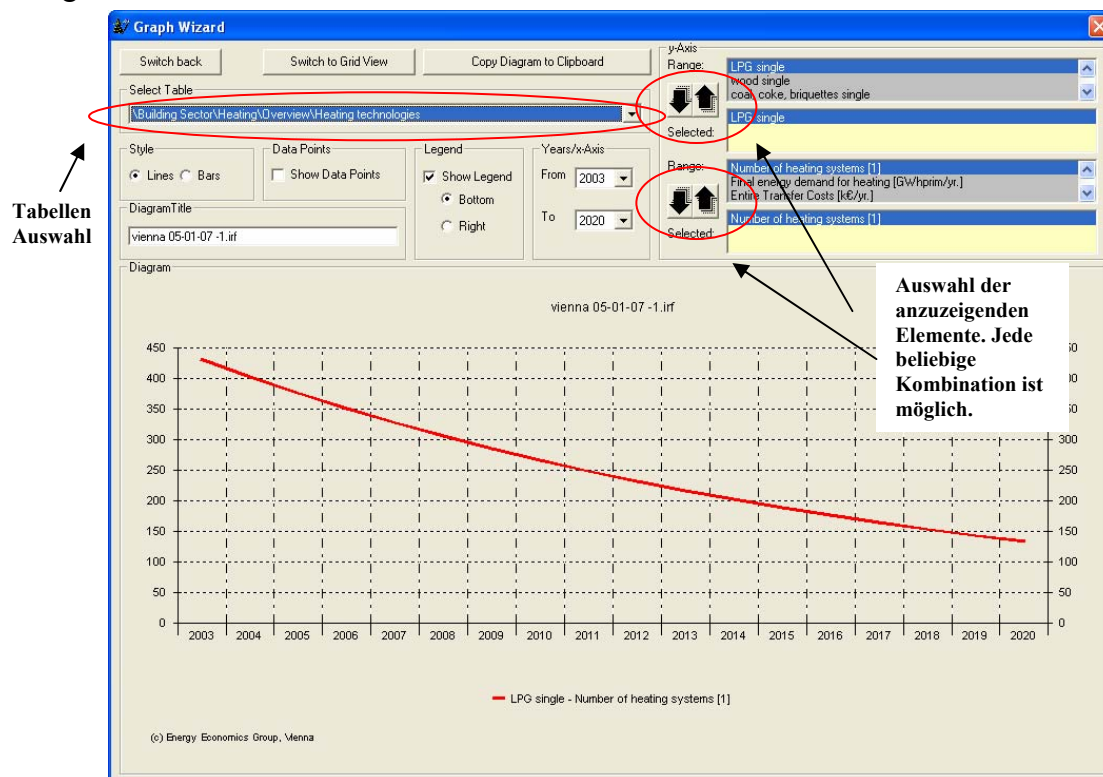 Graph Wizard
Switch back
Switch to Grid View
Copy Diagram to Clipboard
Select Table
\Building Sector\Heating\Overview\Heating technologies
y-Axis
Range:
LPG single
wood single
coal, coke, briquettes single
Selected:
LPG single
Range:
Number of heating systems [1]
Final energy demand for heating [GWhprim/yr.]
Entire Transfer Costs [k€/yr.]
Selected:
Number of heating systems [1]
Style
Lines
Bars
Data Points
Show Data Points
Legend
Show Legend
Bottom
Right
Years/x-Axis
From
2003
To
2020
DiagramTitle
vienna 05-01-07 -1.irf
Tabellen
Auswahl
Diagram
Auswahl der
anzuzeigenden
Elemente. Jede
beliebige
Kombination ist
möglich.
vienna 05-01-07 -1.irf
450
400
350
300
250
200
150
100
50
0
300
250
200
150
100
50
0
2003 2004 2005 2006 2007 2008 2009 2010 2011 2012 2013 2014 2015 2016 2017 2018 2019 2020
LPG single - Number of heating systems [1]
(c) Energy Economics Group, Vienna